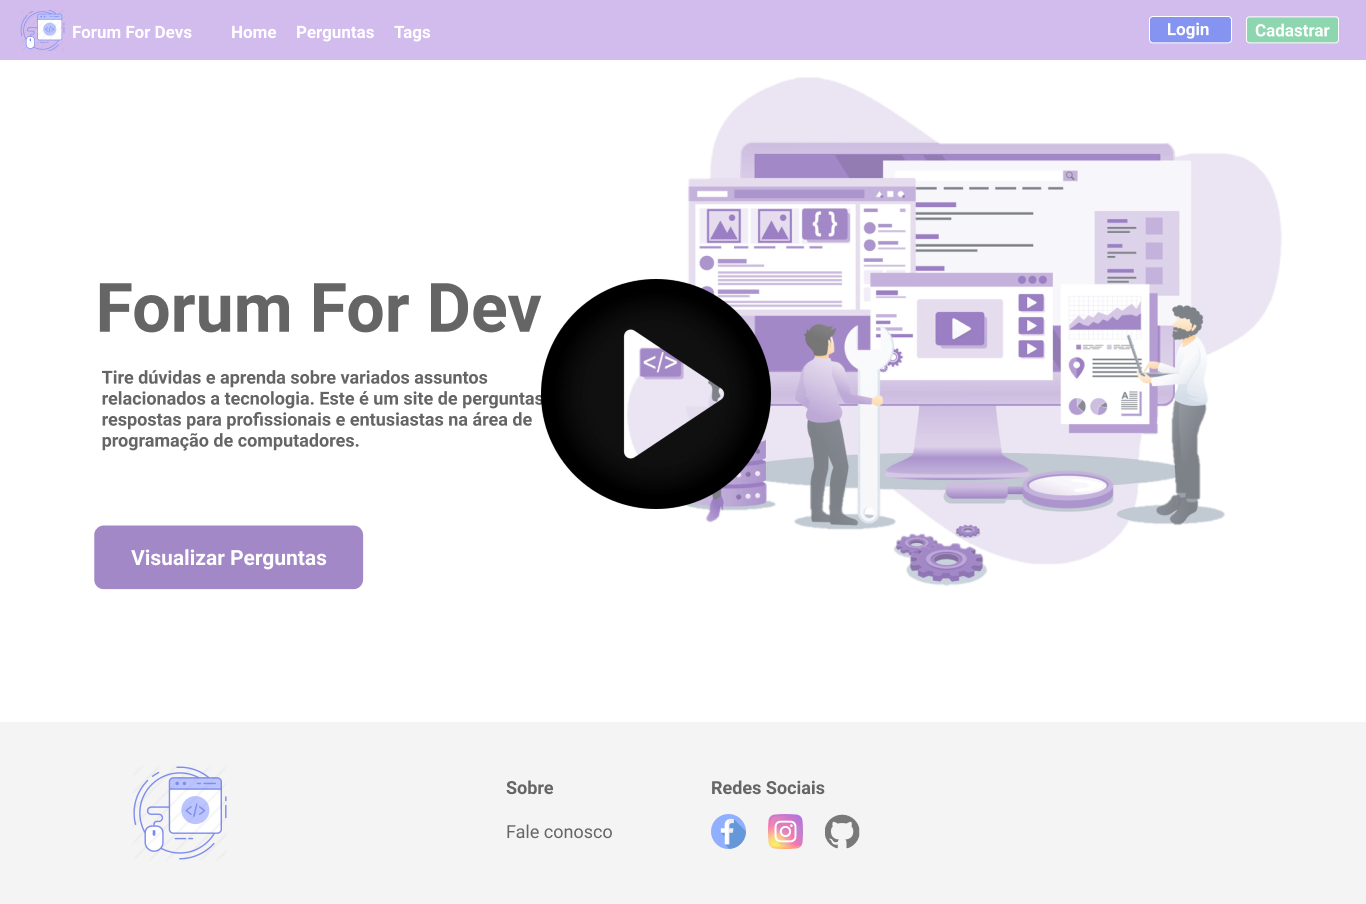 Forum For Devs Home Perguntas Tags Login Cadastrar
{}
Forum For Dev
</>
Tire dúvidas e aprenda sobre variados assuntos
relacionados a tecnologia. Este é um site de perguntas
respostas para profissionais e entusiastas na área de
programação de computadores.
A
Visualizar Perguntas
</>
Sobre
Fale conosco
Redes Sociais